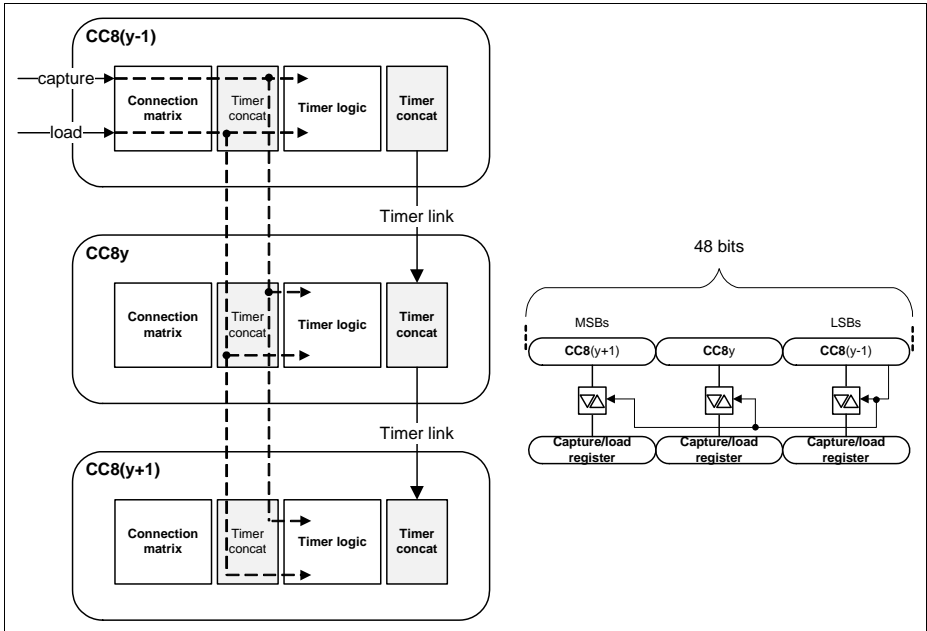 CC8(y-1)
capture
load
Connection
matrix
Timer
concat
Timer logic
Timer
concat
Timer link
CC8y
Connection
matrix
Timer
concat
Timer logic
Timer
concat
Timer link
CC8(y+1)
Connection
matrix
Timer
concat
Timer logic
Timer
concat
48 bits
MSBs
LSBs
CC8(y+1)
CC8y
CC8(y-1)
Capture/load
register
Capture/load
register
Capture/load
register